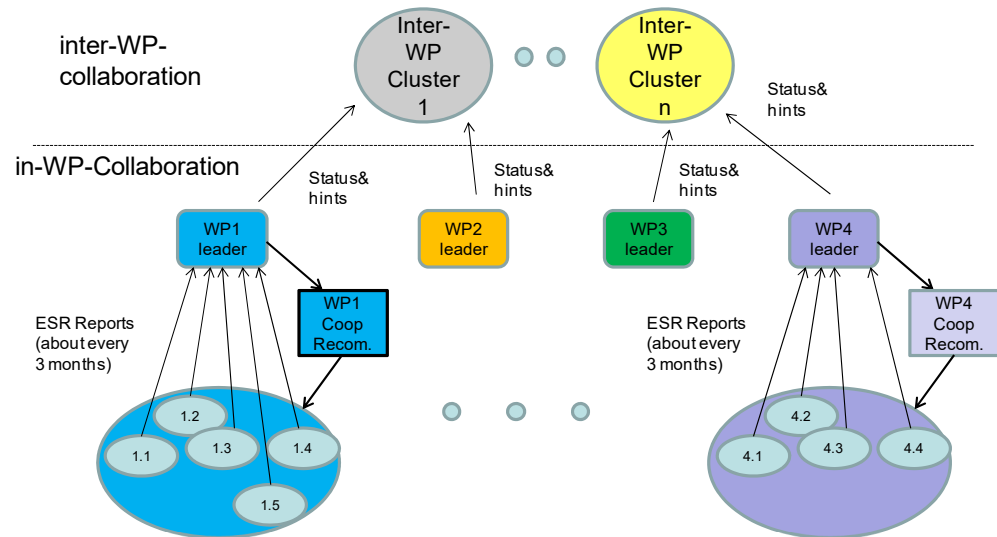 inter-WP-
collaboration
Inter-
WP
Cluster
1
Inter-
WP
Cluster
n
Status&
hints
in-WP-Collaboration
Status&
hints
Status&
hints
Status&
hints
WP1
leader
WP2
leader
WP3
leader
WP4
leader
WP1
Coop
Recom.
WP4
Coop
Recom.
ESR Reports
(about every
3 months)
ESR Reports
(about every
3 months)
1.2
1.1
1.3
1.4
1.5
4.2
4.1
4.3
4.4